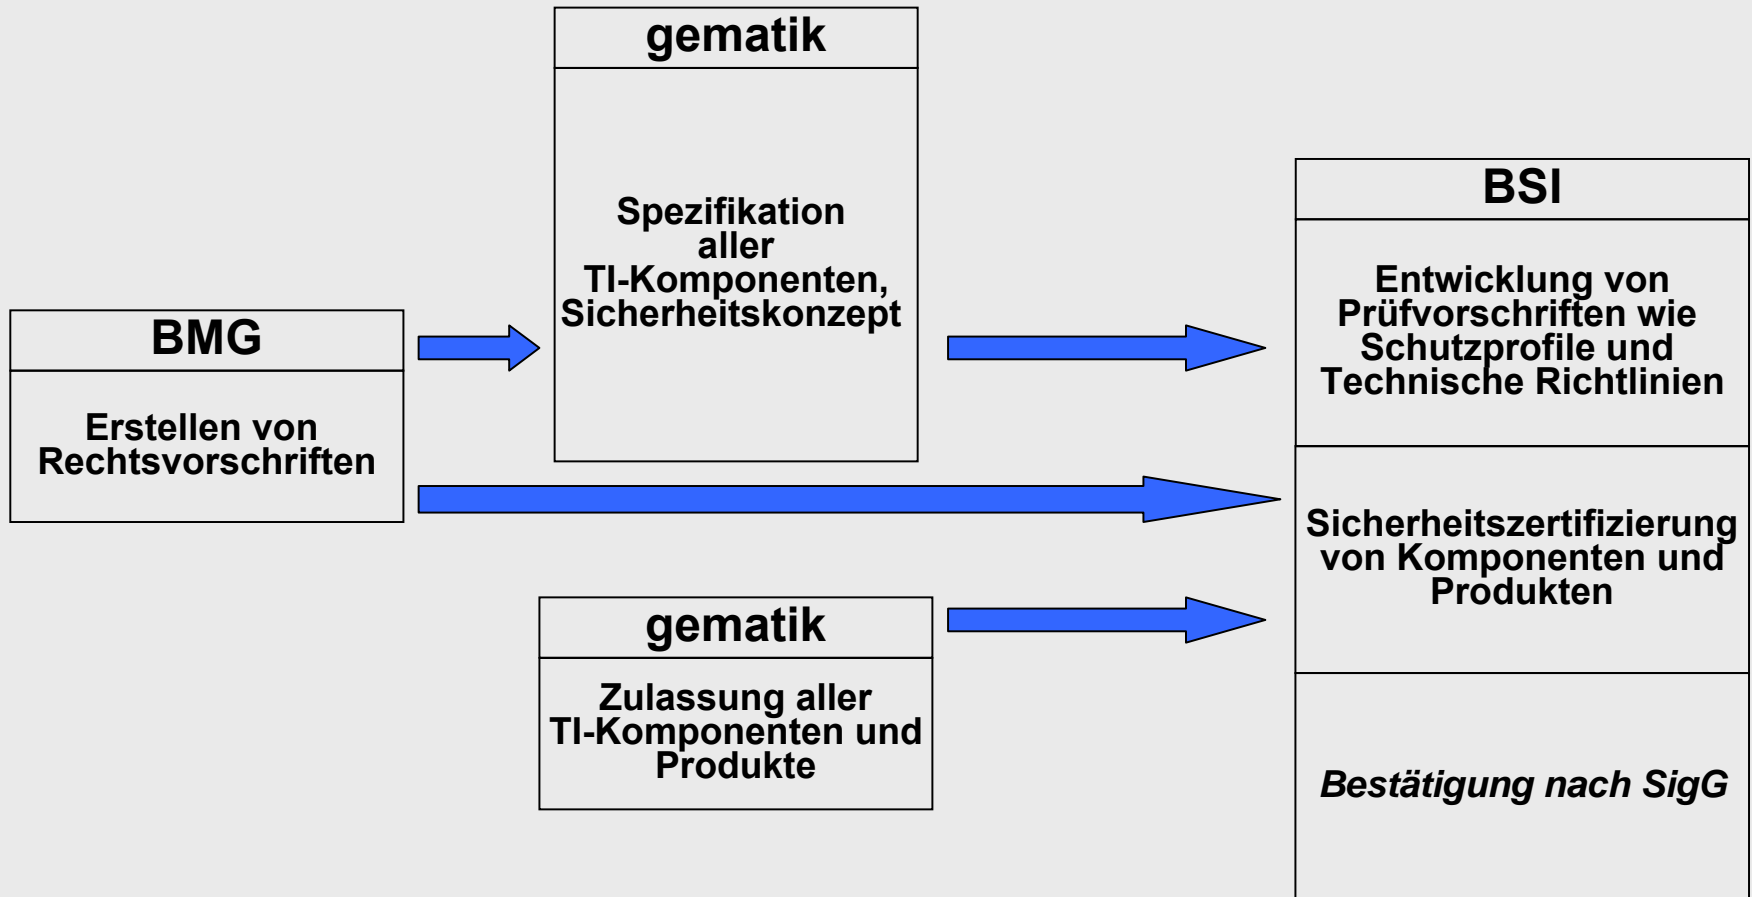 BMG
Erstellen von
Rechtsvorschriften
gematik
Spezifikation
aller
TI-Komponenten,
Sicherheitskonzept
gematik
Zulassung aller
TI-Komponenten und
Produkte
BSI
Entwicklung von
Prüfvorschriften wie
Schutzprofile und
Technische Richtlinien
Sicherheitszertifizierung
von Komponenten und
Produkten
Bestätigung nach SigG